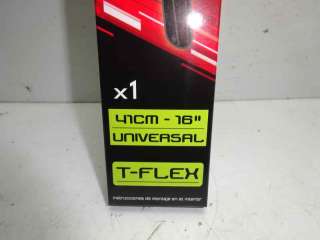 x1
41CM - 16"
UNIVERSAL
T-FLEX
Instrucciones de montaje en el interior